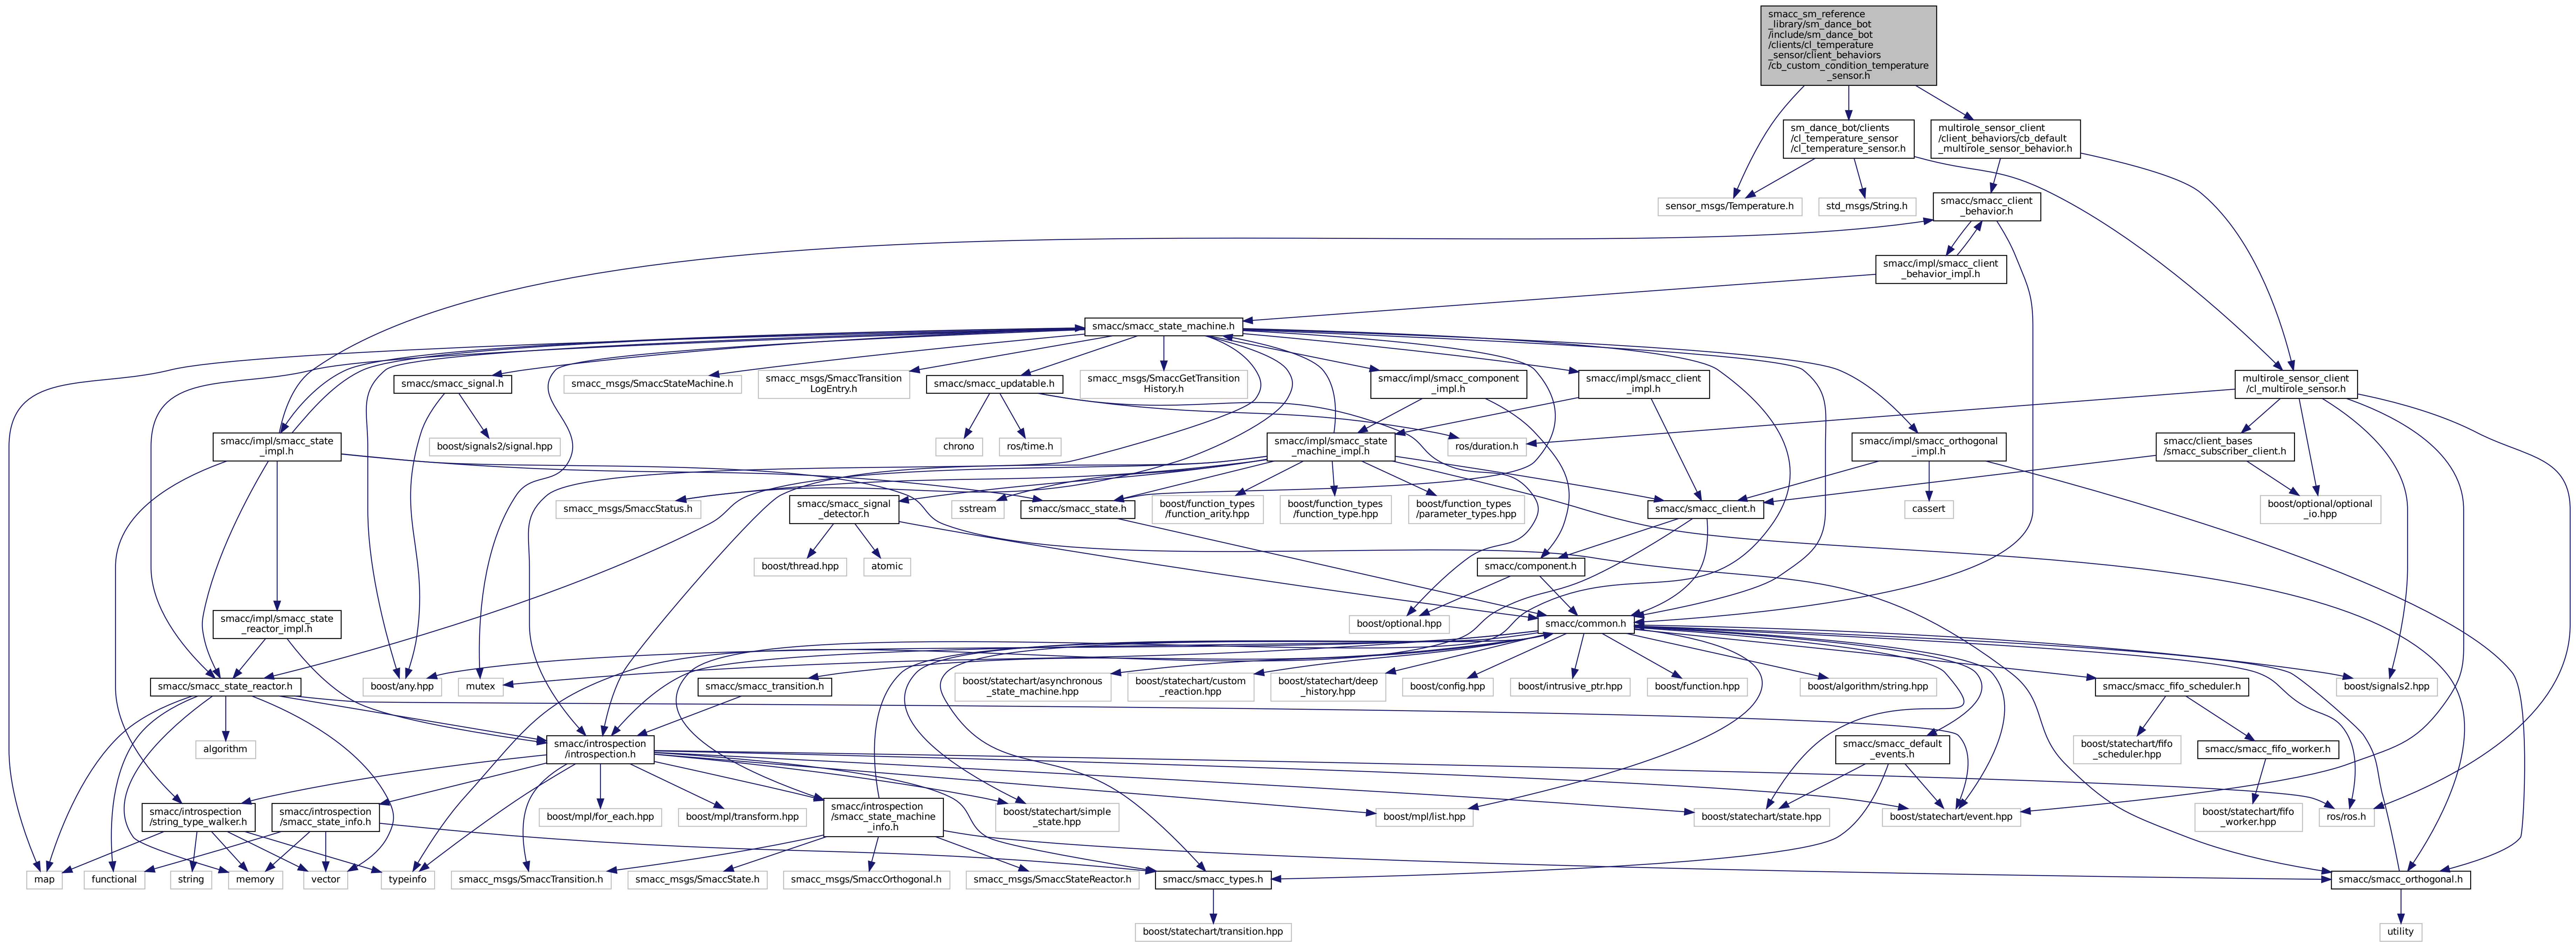 smacc_sm_reference
_library/sm_dance_bot
/include/sm_dance_bot
/clients/cl_temperature
_sensor/client_behaviors
/cb_custom_condition_temperature
_sensor.h
sm_dance_bot/clients
/cl_temperature_sensor
/cl_temperature_sensor.h
multirole_sensor_client
/client_behaviors/cb_default
_multirole_sensor_behavior.h
sensor_msgs/Temperature.h
std_msgs/String.h
smacc/smacc_client
_behavior.h
smacc/impl/smacc_client
_behavior_impl.h
smacc/smacc_state_machine.h
smacc/smacc_signal.h
smacc_msgs/SmaccStateMachine.h
smacc_msgs/SmaccTransition
LogEntry.h
smacc/smacc_updatable.h
smacc_msgs/SmaccGetTransition
History.h
smacc/impl/smacc_component
_impl.h
smacc/impl/smacc_client
_impl.h
multirole_sensor_client
/cl_multirole_sensor.h
smacc/impl/smacc_state
_impl.h
boost/signals2/signal.hpp
chrono
ros/time.h
smacc/impl/smacc_state
_machine_impl.h
ros/duration.h
smacc/impl/smacc_orthogonal
_impl.h
smacc/client_bases
/smacc_subscriber_client.h
smacc_msgs/SmaccStatus.h
smacc/smacc_signal
_detector.h
sstream
smacc/smacc_state.h
boost/function_types
/function_arity.hpp
boost/function_types
/function_type.hpp
boost/function_types
/parameter_types.hpp
smacc/smacc_client.h
cassert
boost/optional/optional
_io.hpp
boost/thread.hpp
atomic
smacc/component.h
smacc/impl/smacc_state
_reactor_impl.h
boost/optional.hpp
smacc/common.h
smacc/smacc_state_reactor.h
boost/any.hpp
mutex
smacc/smacc_transition.h
boost/statechart/asynchronous
_state_machine.hpp
boost/statechart/custom
_reaction.hpp
boost/statechart/deep
_history.hpp
boost/config.hpp
boost/intrusive_ptr.hpp
boost/function.hpp
boost/algorithm/string.hpp
smacc/smacc_fifo_scheduler.h
boost/signals2.hpp
algorithm
smacc/introspection
/introspection.h
smacc/smacc_default
_events.h
boost/statechart/fifo
_scheduler.hpp
smacc/smacc_fifo_worker.h
smacc/introspection
/string_type_walker.h
smacc/introspection
/smacc_state_info.h
boost/mpl/for_each.hpp
boost/mpl/transform.hpp
smacc/introspection
/smacc_state_machine
_info.h
boost/statechart/simple
_state.hpp
boost/mpl/list.hpp
boost/statechart/state.hpp
boost/statechart/event.hpp
boost/statechart/fifo
_worker.hpp
ros/ros.h
map
functional
string
memory
vector
typeinfo
smacc_msgs/SmaccTransition.h
smacc_msgs/SmaccState.h
smacc_msgs/SmaccOrthogonal.h
smacc_msgs/SmaccStateReactor.h
smacc/smacc_types.h
smacc/smacc_orthogonal.h
boost/statechart/transition.hpp
utility